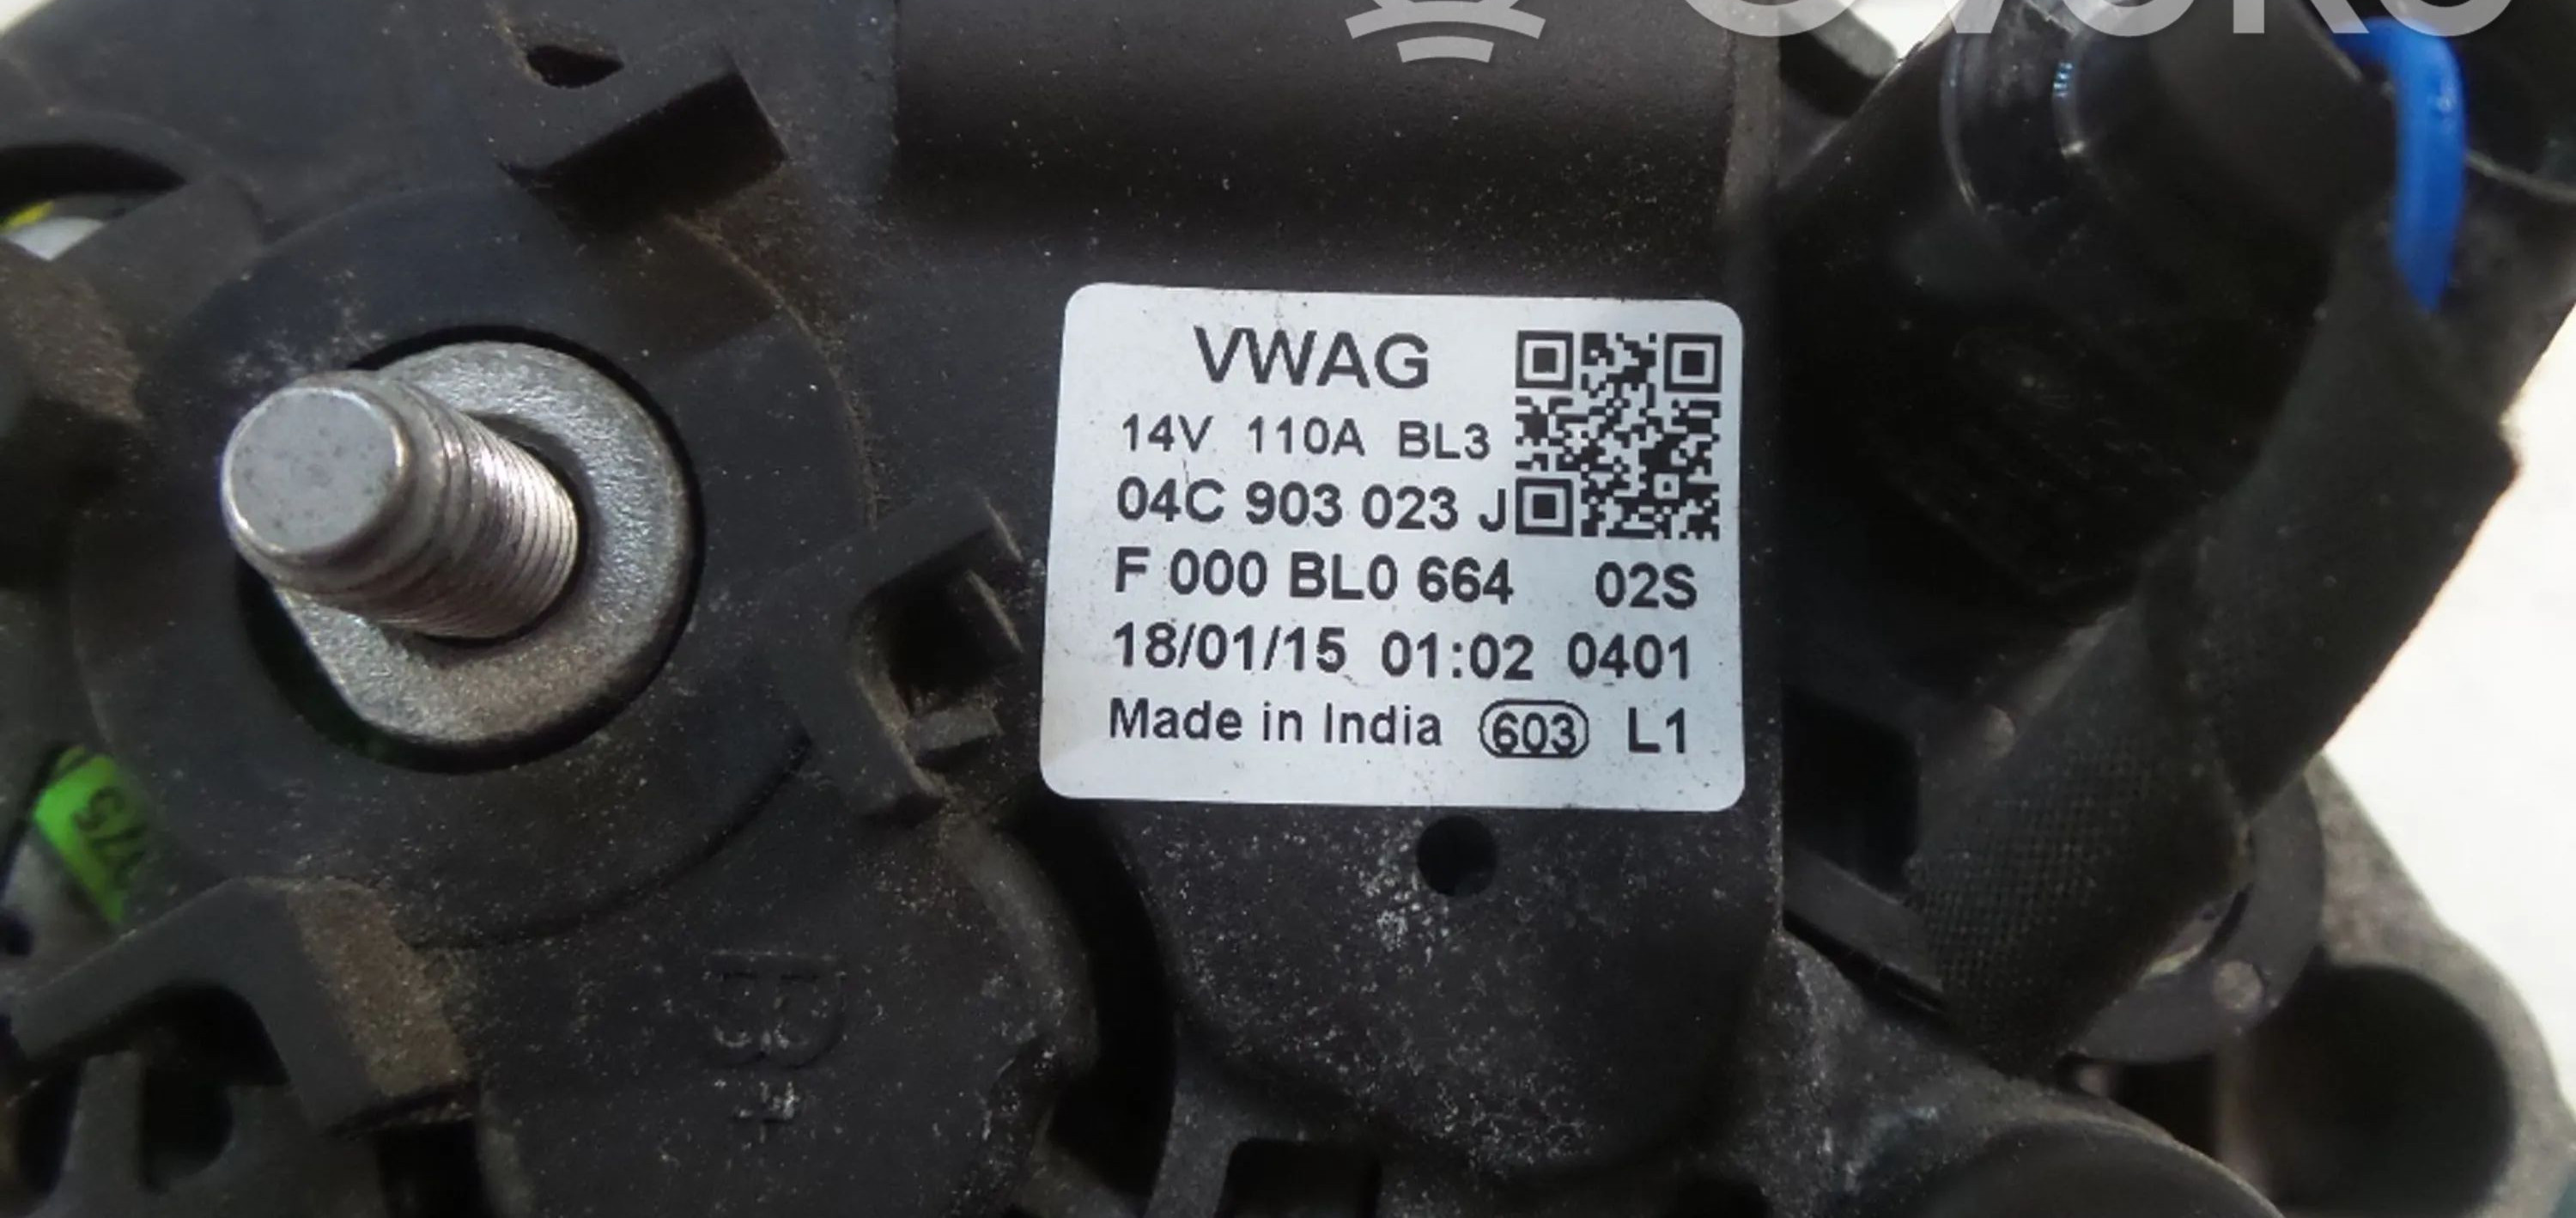 VWAG
14V 110A BL3
04C 903 023 J
F 000 BL0 664 02S
18/01/15 01:02 0401
Made in India 603 L1
B+